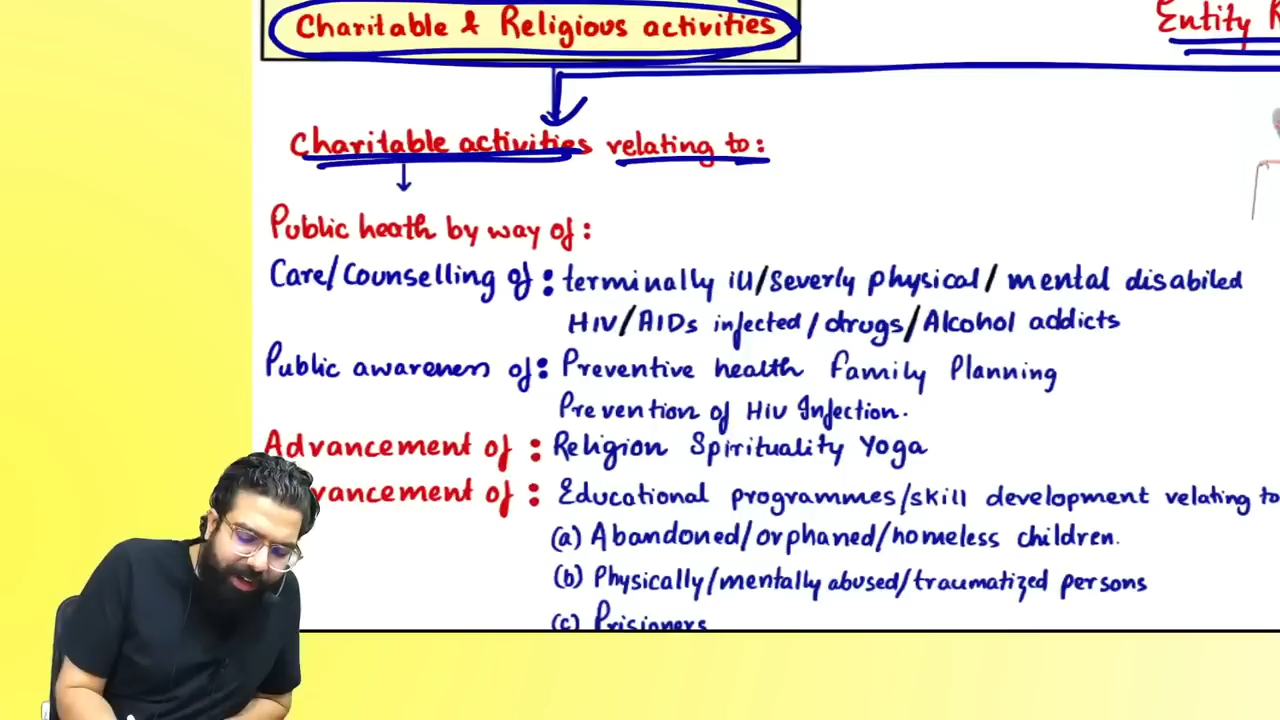 Charitable & Religious activities
Entity R
Charitable activities relating to:
Public heath by way of:
Care/Counselling of: terminally ill/Severly physical/mental disabiled
HIV/AIDs infected/drugs/Alcohol addicts
Public awareness of: Preventive health family Planning
Prevention of HIV Infection.
Advancement of: Religion Spirituality Yoga
vancement of: Educational programmes/skill development relating to
(a) Abandoned/orphaned/homeless children.
(b) Physically/mentally abused/traumatized persons
(c) Prisioners